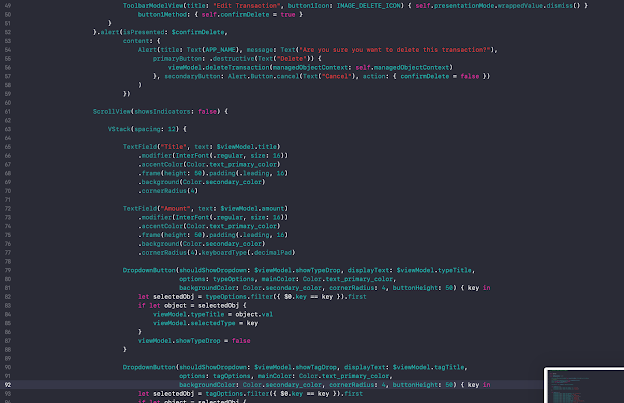 49 ToolbarModelView(title: "Edit Transaction", button1Icon: IMAGE_DELETE_ICON) { self.presentationMode.wrappedValue.dismiss() }
50 button1Method: { self.confirmDelete = true }
51 }
52 }.alert(isPresented: $confirmDelete,
53 content: {
54 Alert(title: Text(APP_NAME), message: Text("Are you sure you want to delete this transaction?"),
55 primaryButton: .destructive(Text("Delete")) {
56 viewModel.deleteTransaction(managedObjectContext: self.managedObjectContext)
57 }, secondaryButton: Alert.Button.cancel(Text("Cancel"), action: { confirmDelete = false })
58 )
59 })
60
61 ScrollView(showsIndicators: false) {
62
63 VStack(spacing: 12) {
64
65 TextField("Title", text: $viewModel.title)
66 .modifier(InterFont(.regular, size: 16))
67 .accentColor(Color.text_primary_color)
68 .frame(height: 50).padding(.leading, 16)
69 .background(Color.secondary_color)
70 .cornerRadius(4)
71
72 TextField("Amount", text: $viewModel.amount)
73 .modifier(InterFont(.regular, size: 16))
74 .accentColor(Color.text_primary_color)
75 .frame(height: 50).padding(.leading, 16)
76 .background(Color.secondary_color)
77 .cornerRadius(4).keyboardType(.decimalPad)
78
79 DropdownButton(shouldShowDropdown: $viewModel.showTypeDrop, displayText: $viewModel.typeTitle,
80 options: typeOptions, mainColor: Color.text_primary_color,
81 backgroundColor: Color.secondary_color, cornerRadius: 4, buttonHeight: 50) { key in
82 let selectedObj = typeOptions.filter({ $0.key == key }).first
83 if let object = selectedObj {
84 viewModel.typeTitle = object.val
85 viewModel.selectedType = key
86 }
87 viewModel.showTypeDrop = false
88 }
89
90 DropdownButton(shouldShowDropdown: $viewModel.showTagDrop, displayText: $viewModel.tagTitle,
91 options: tagOptions, mainColor: Color.text_primary_color,
92 backgroundColor: Color.secondary_color, cornerRadius: 4, buttonHeight: 50) { key in
93 let selectedObj = tagOptions.filter({ $0.key == key }).first
if let object = selectedObj {